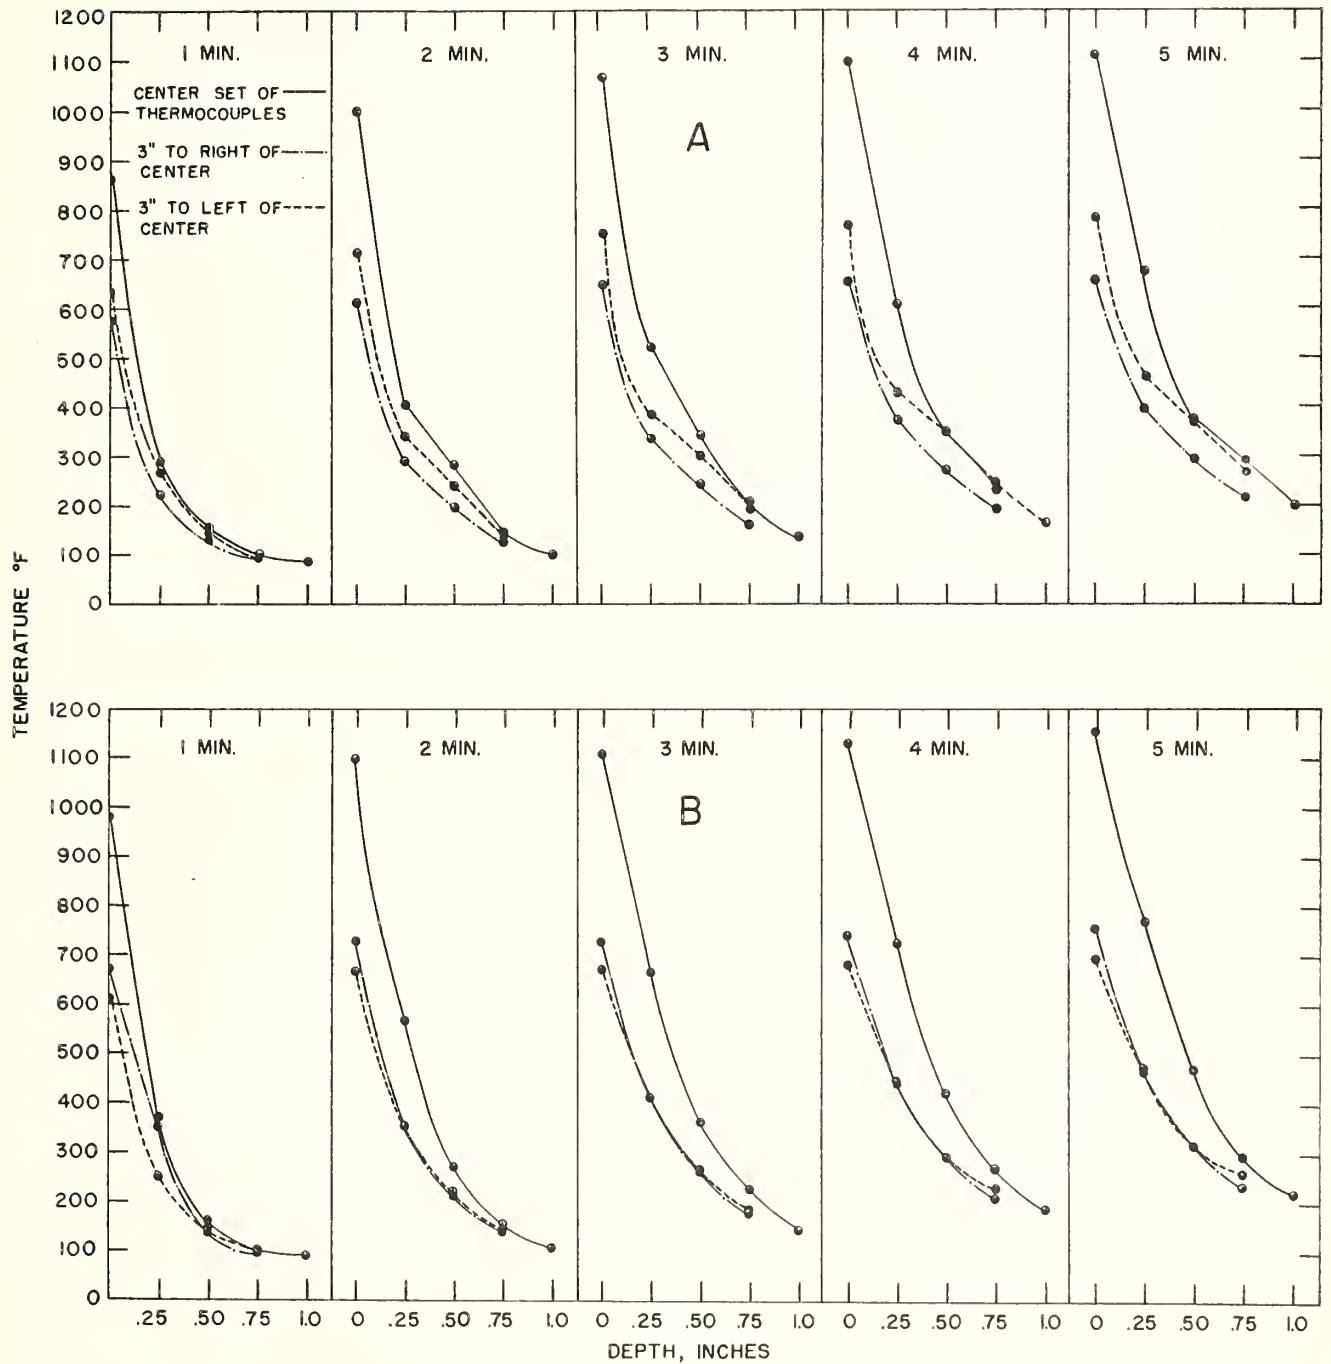 1200
1100
1000
900
800
700
600
500
400
300
200
100
0
1 MIN.
2 MIN.
3 MIN.
4 MIN.
5 MIN.
CENTER SET OF
THERMOCOUPLES
3" TO RIGHT OF
CENTER
3" TO LEFT OF
CENTER
A
TEMPERATURE °F
1200
1100
1000
900
800
700
600
500
400
300
200
100
0
1 MIN.
2 MIN.
3 MIN.
4 MIN.
5 MIN.
B
.25 .50 .75 1.0
0 .25 .50 .75 1.0
0 .25 .50 .75 1.0
0 .25 .50 .75 1.0
0 .25 .50 .75 1.0
DEPTH, INCHES